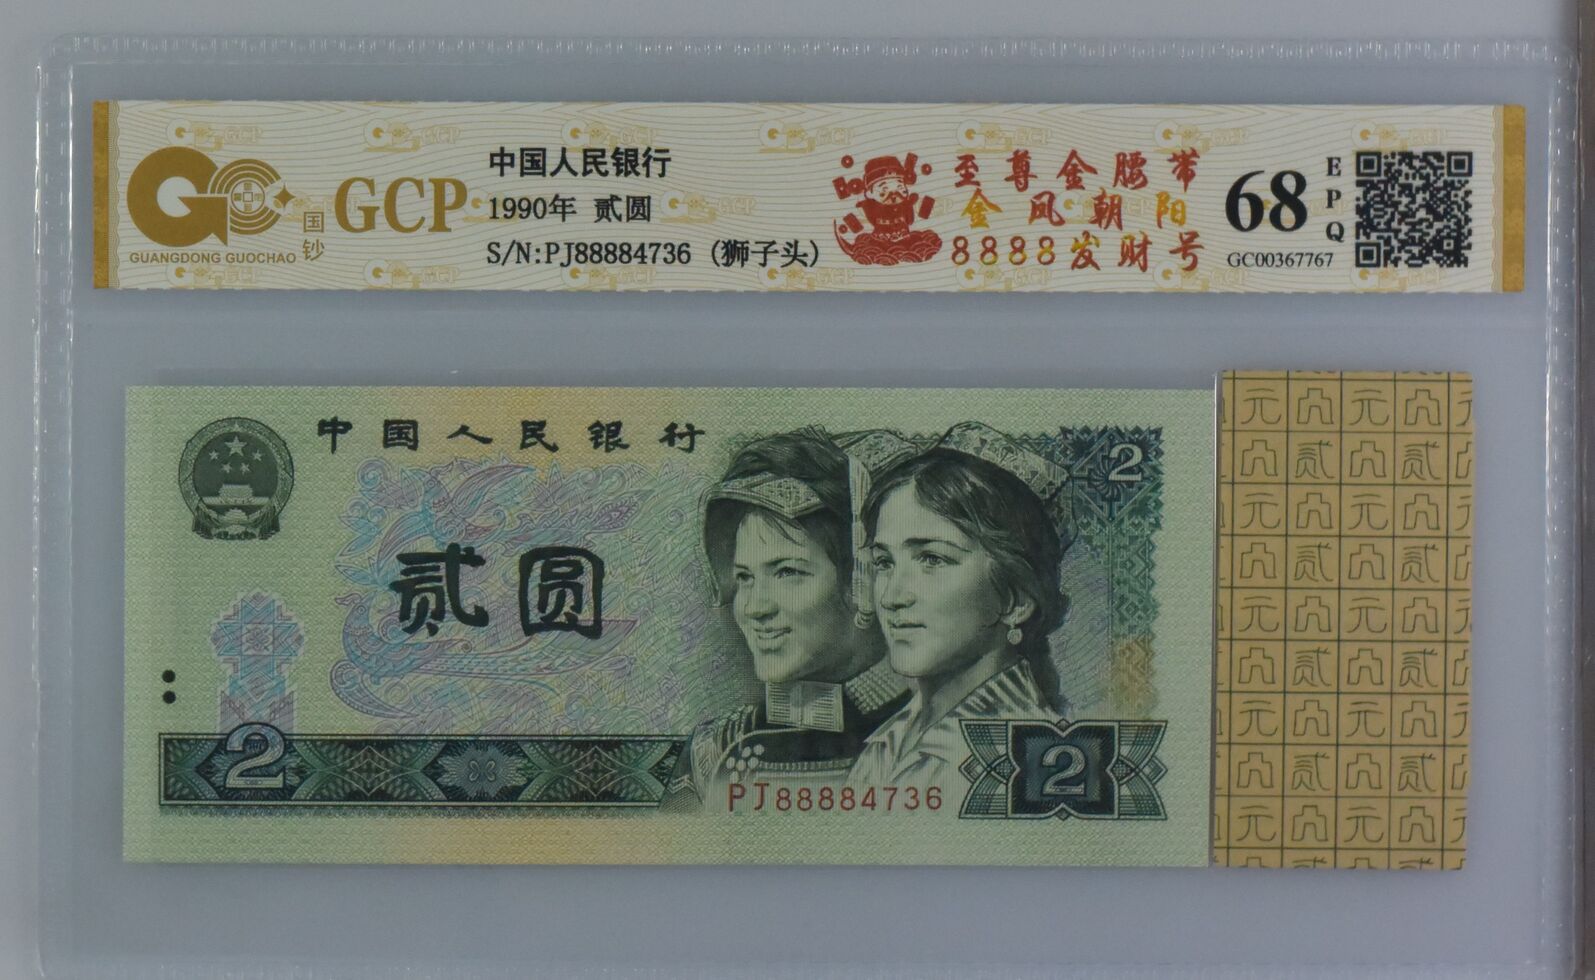 GCP
国钞
GUANGDONG GUOCHAO
中国人民银行
1990年 贰圆
S/N:PJ88884736 (狮子头)
至尊金腰带
金凤朝阳
8888发财号
68
EPQ
GC00367767
中国人民银行
贰圆
2
2
PJ88884736
2